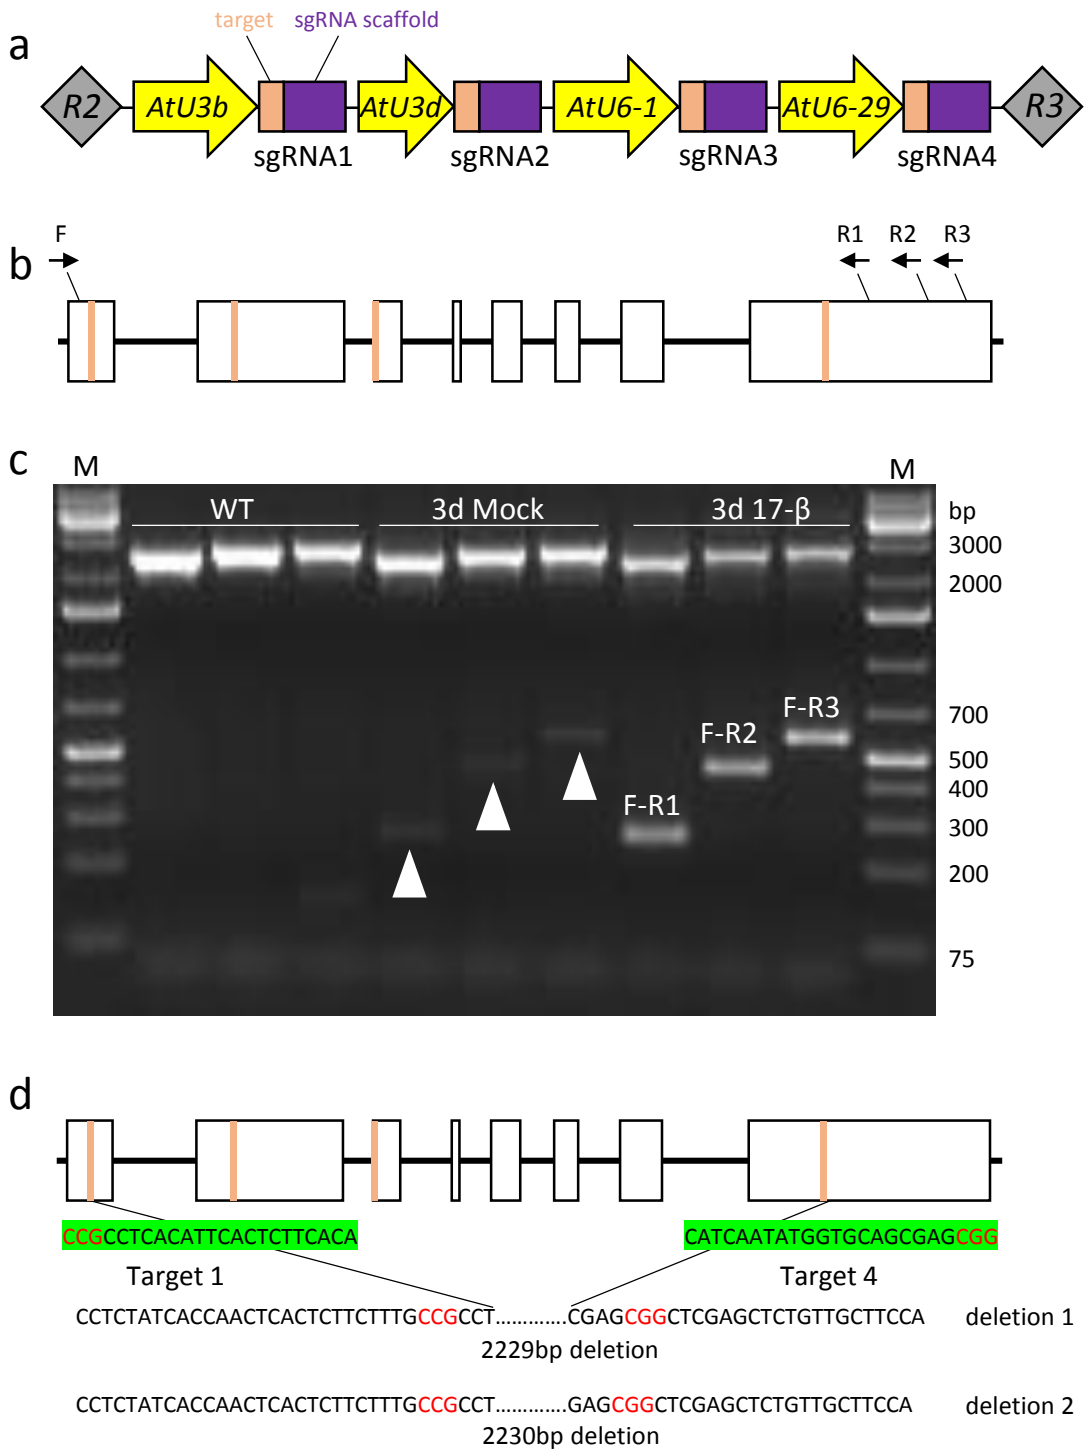 a
target sgRNA scaffold
R2 AtU3b AtU3d AtU6-1 AtU6-29 R3
sgRNA1 sgRNA2 sgRNA3 sgRNA4
b
F R1 R2 R3
c
M M
WT 3d Mock 3d 17-β bp
3000
2000
700
500
400
300
200
75
F-R1 F-R2 F-R3
d
CCGCCTCACATTCACTCTTCACA CATCAATATGGTGCAGCGAGCGG
Target 1 Target 4
CCTCTATCACCAACTCACTCTTCTTTGCCGCCT............CGAGCGGCTCGAGCTCTGTTGCTTCCA deletion 1
2229bp deletion
CCTCTATCACCAACTCACTCTTCTTTGCCGCCT............GAGCGGCTCGAGCTCTGTTGCTTCCA deletion 2
2230bp deletion